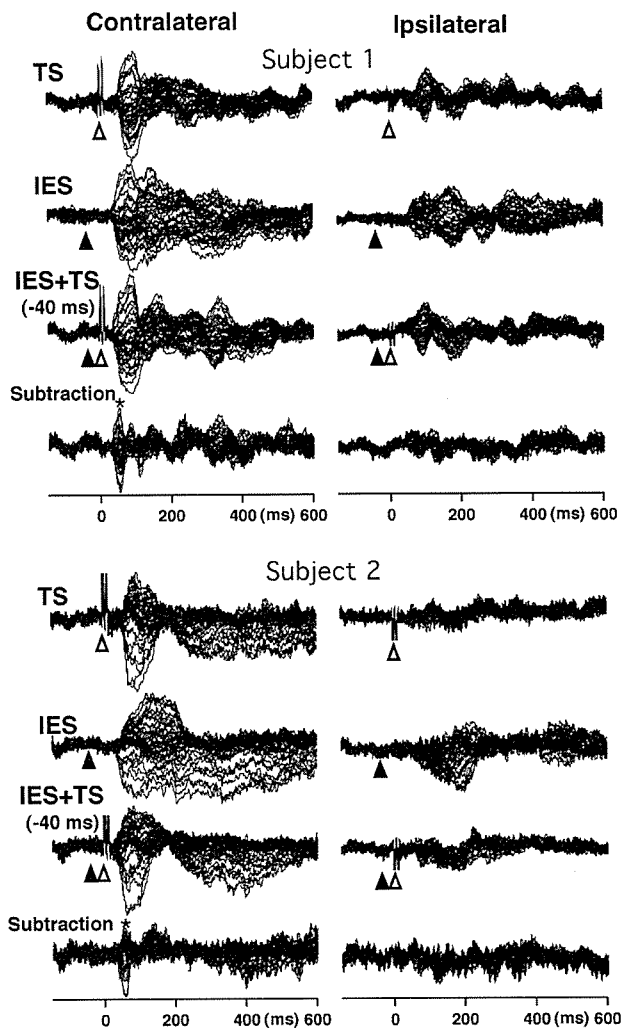 Contralateral Ipsilateral
Subject 1
TS
IES
IES+TS
(-40 ms)
Subtraction *
0 200 400 (ms) 600 0 200 400 (ms) 600
Subject 2
TS
IES
IES+TS
(-40 ms)
Subtraction *
0 200 400 (ms) 600 0 200 400 (ms) 600